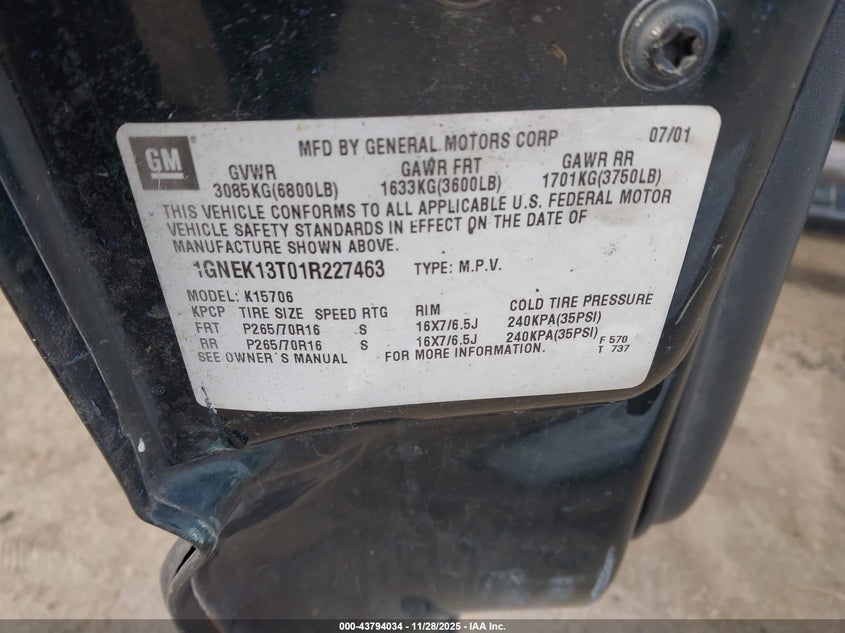 GM
MFD BY GENERAL MOTORS CORP 07/01
GVWR GAWR FRT GAWR RR
3085KG(6800LB) 1633KG(3600LB) 1701KG(3750LB)
THIS VEHICLE CONFORMS TO ALL APPLICABLE U.S. FEDERAL MOTOR
VEHICLE SAFETY STANDARDS IN EFFECT ON THE DATE OF
MANUFACTURE SHOWN ABOVE.
1GNEK13T01R227463 TYPE: M.P.V.
MODEL: K15706
KPCP TIRE SIZE SPEED RTG RIM COLD TIRE PRESSURE
FRT P265/70R16 S 16X7/6.5J 240KPA(35PSI)
RR P265/70R16 S 16X7/6.5J 240KPA(35PSI) F 570
SEE OWNER'S MANUAL FOR MORE INFORMATION. T 737
000-43794034 | 11/28/2025 | IAA Inc.